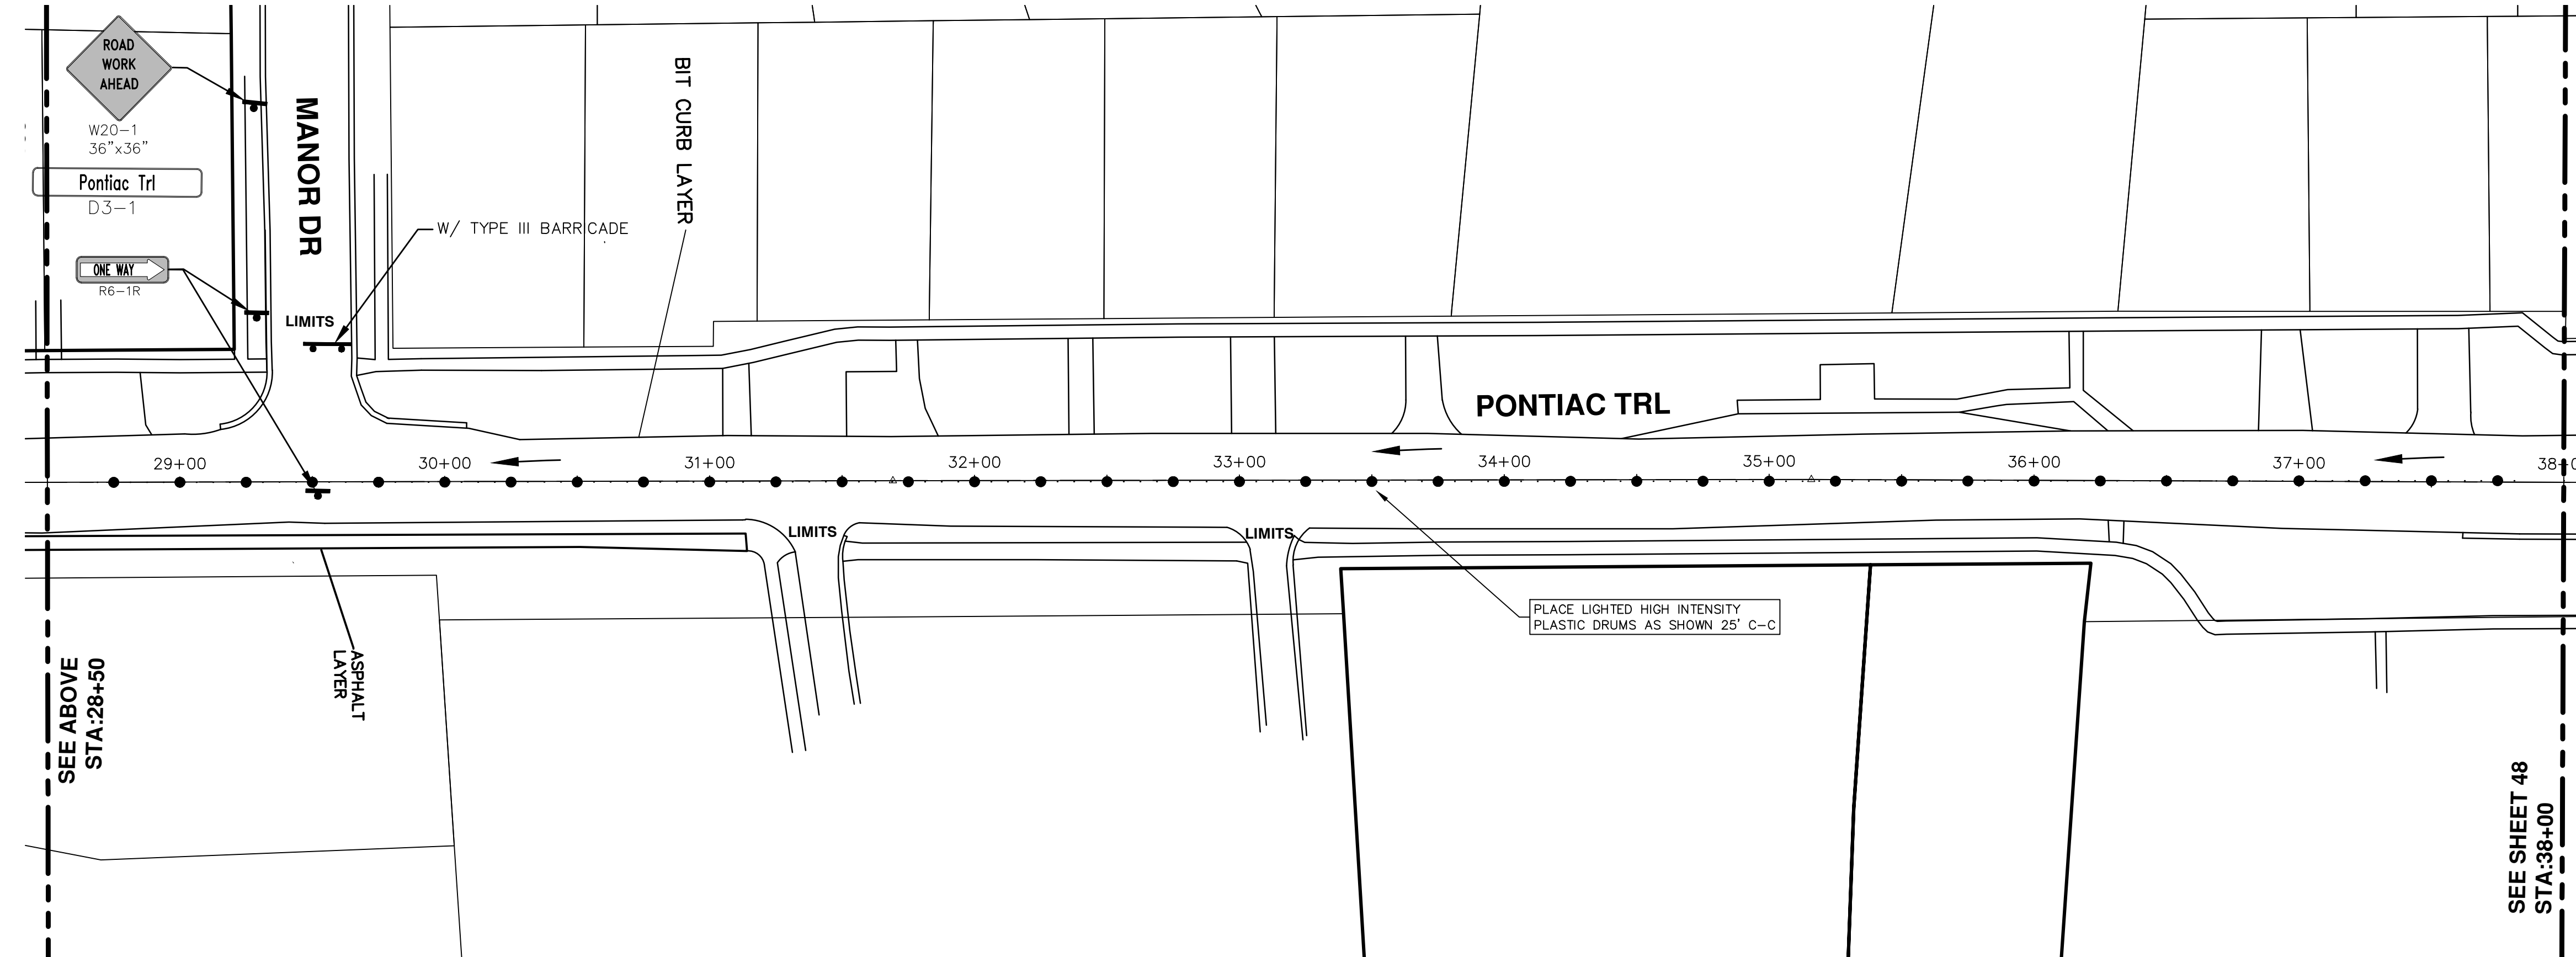 ROAD
WORK
AHEAD
W20-1
36"x36"
Pontiac Trl
D3-1
ONE WAY
R6-1R
MANOR DR
LIMITS
W/ TYPE III BARRICADE
BIT CURB LAYER
PONTIAC TRL
29+00
30+00
31+00
32+00
33+00
34+00
35+00
36+00
37+00
38+0
LIMITS
LIMITS
PLACE LIGHTED HIGH INTENSITY
PLASTIC DRUMS AS SHOWN 25' C-C
ASPHALT
LAYER
SEE ABOVE
STA:28+50
SEE SHEET 48
STA:38+00